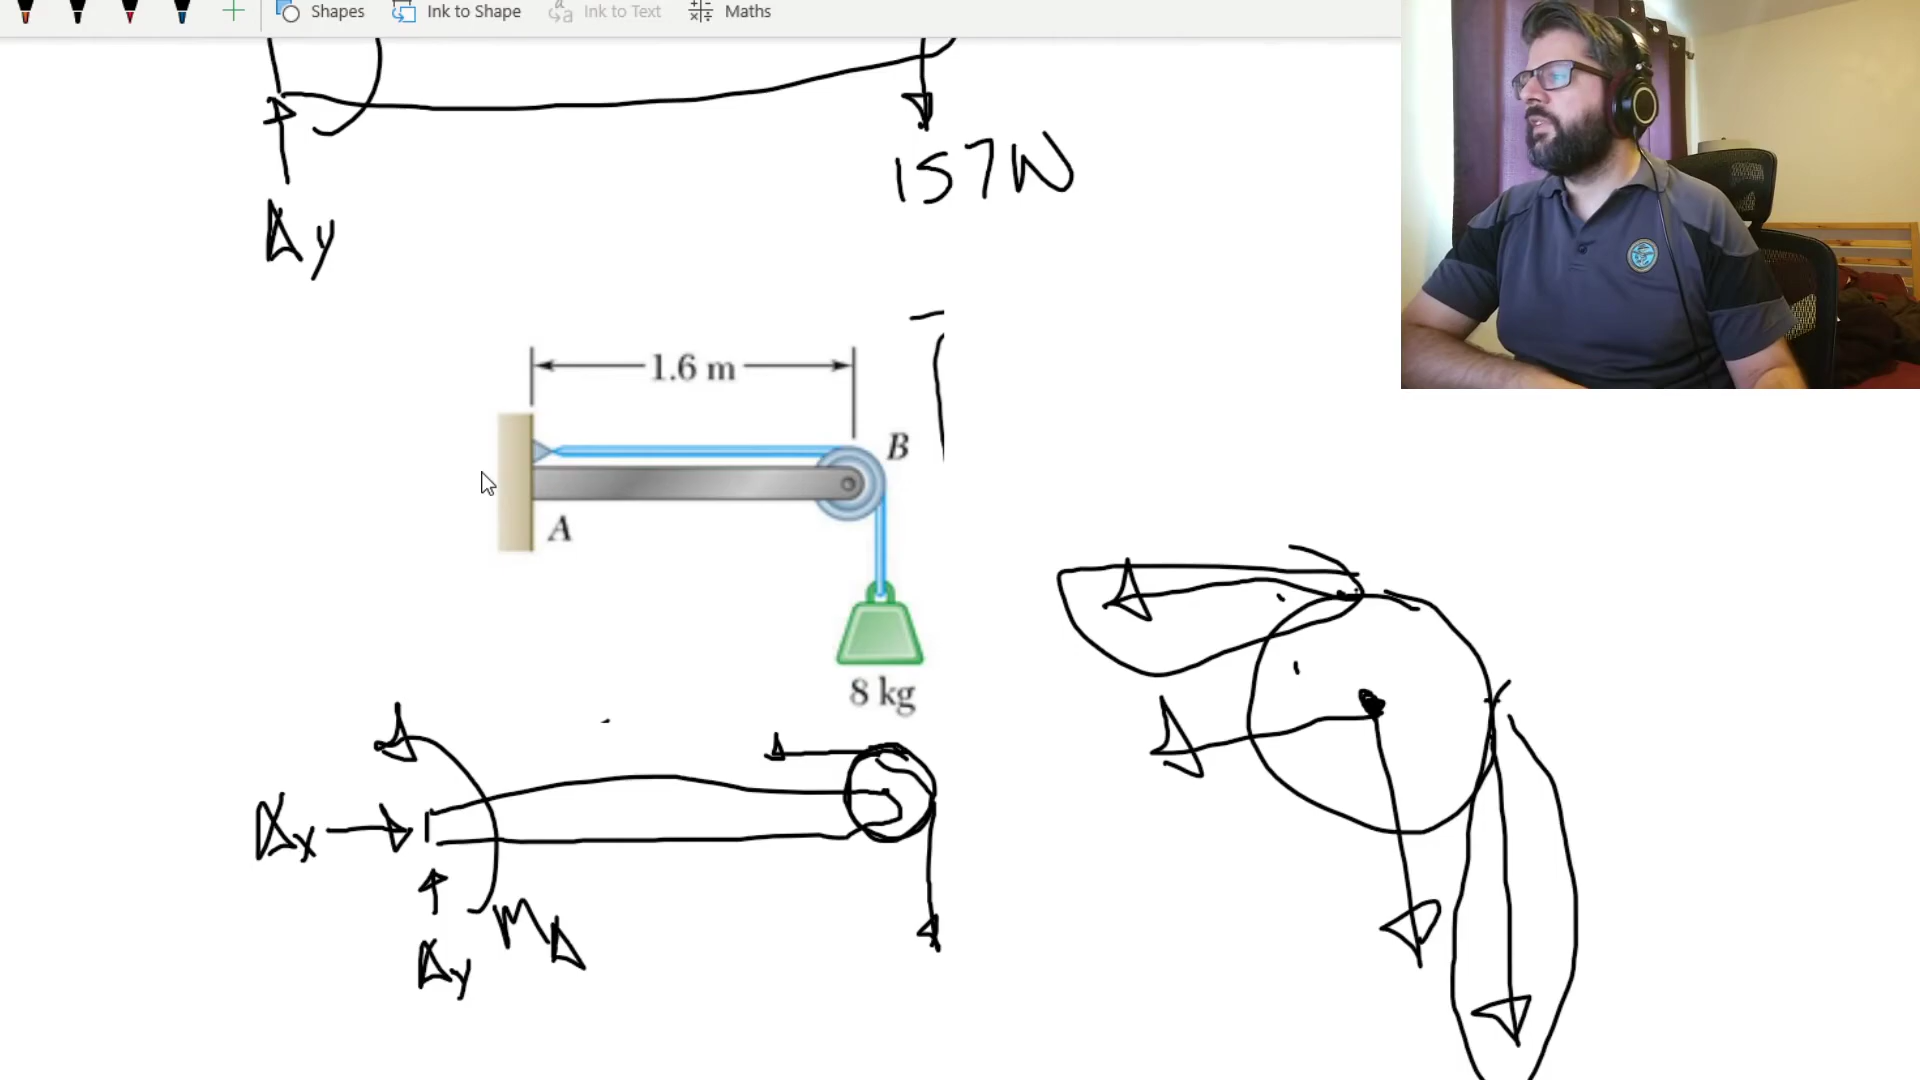 Shapes Ink to Shape Ink to Text Maths
157N
Ay
1.6 m
B
A
8 kg
Ax
MA
Ay